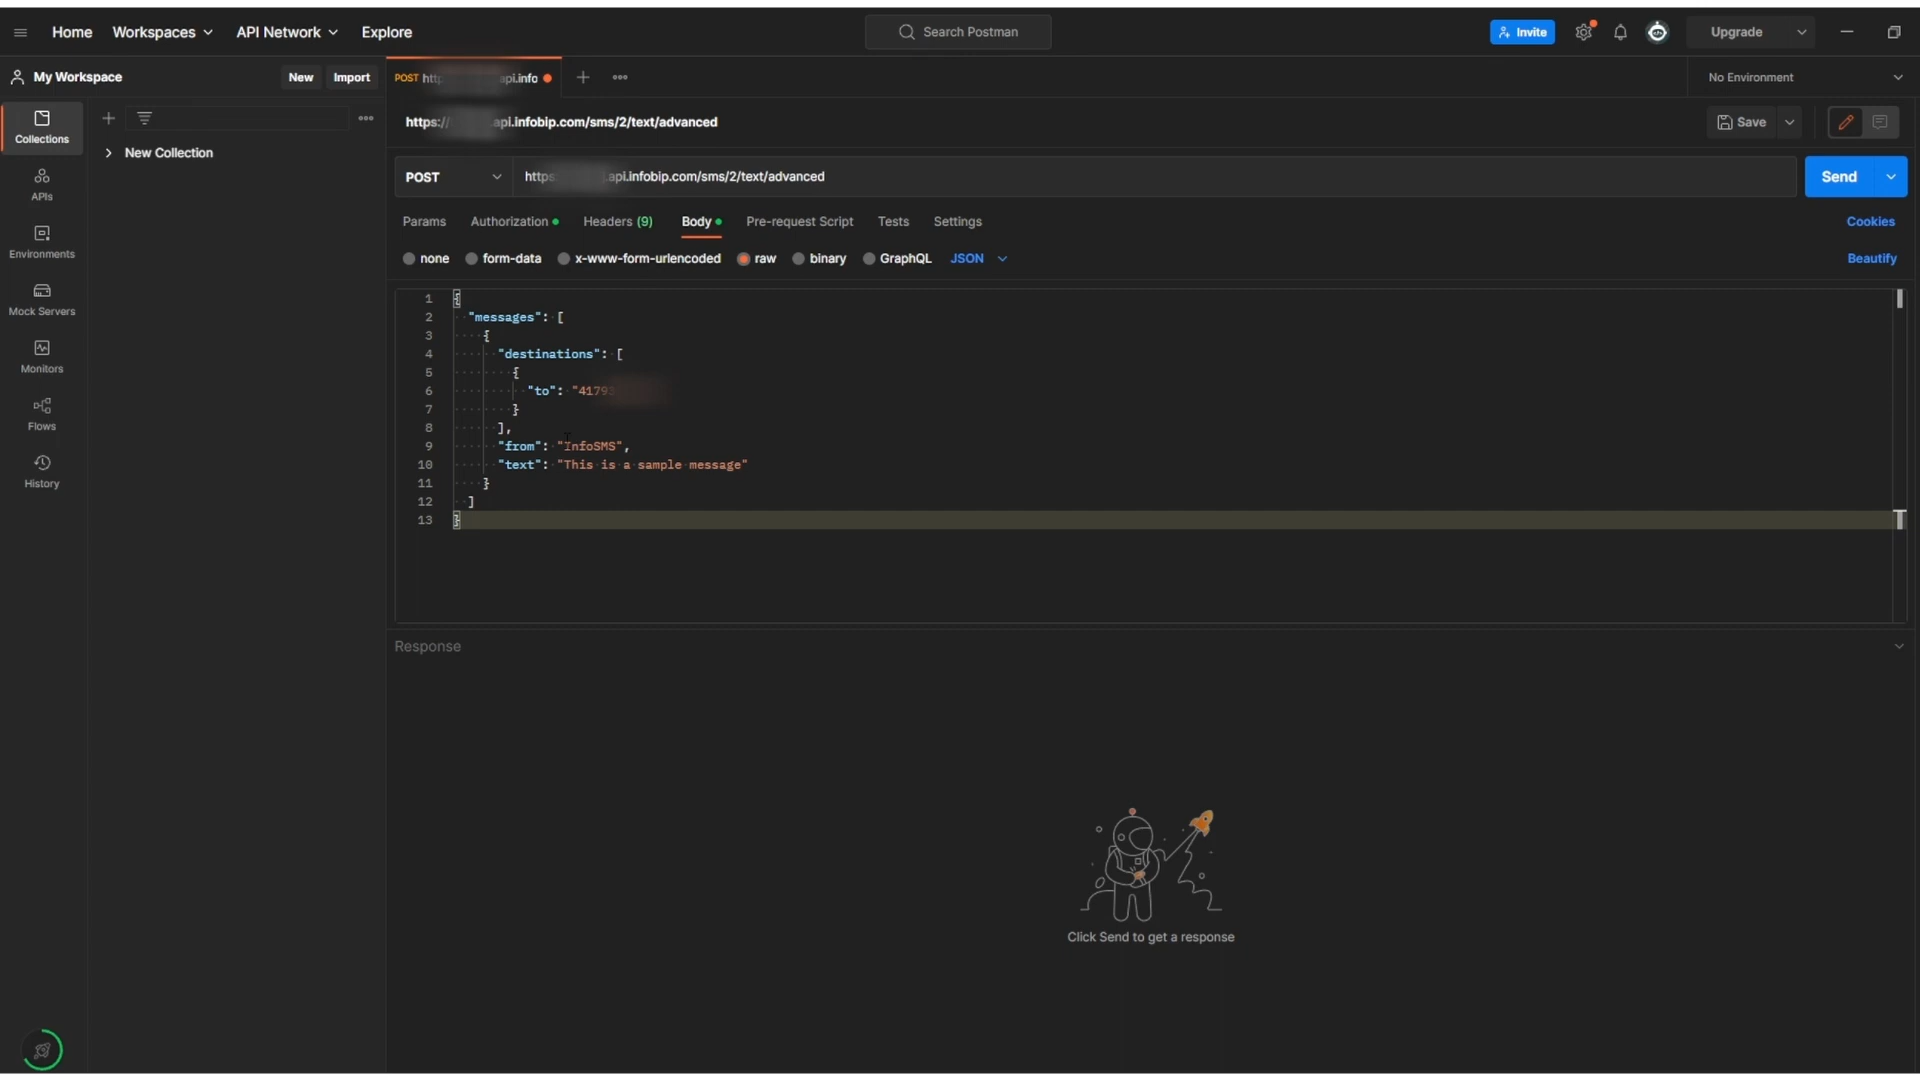 Home Workspaces API Network Explore Search Postman Invite Upgrade
My Workspace New Import POST api.info No Environment
Collections
New Collection
APIs
Environments
Mock Servers
Monitors
Flows
History
https:// api.infobip.com/sms/2/text/advanced Save
POST https api.infobip.com/sms/2/text/advanced Send
Params Authorization Headers (9) Body Pre-request Script Tests Settings Cookies
none form-data x-www-form-urlencoded raw binary GraphQL JSON Beautify
1 {
2 "messages": [
3 {
4 "destinations": [
5 {
6 "to": "4179
7 }
8 ],
9 "from": "InfoSMS",
10 "text": "This is a sample message"
11 }
12 ]
13 }
Response
Click Send to get a response